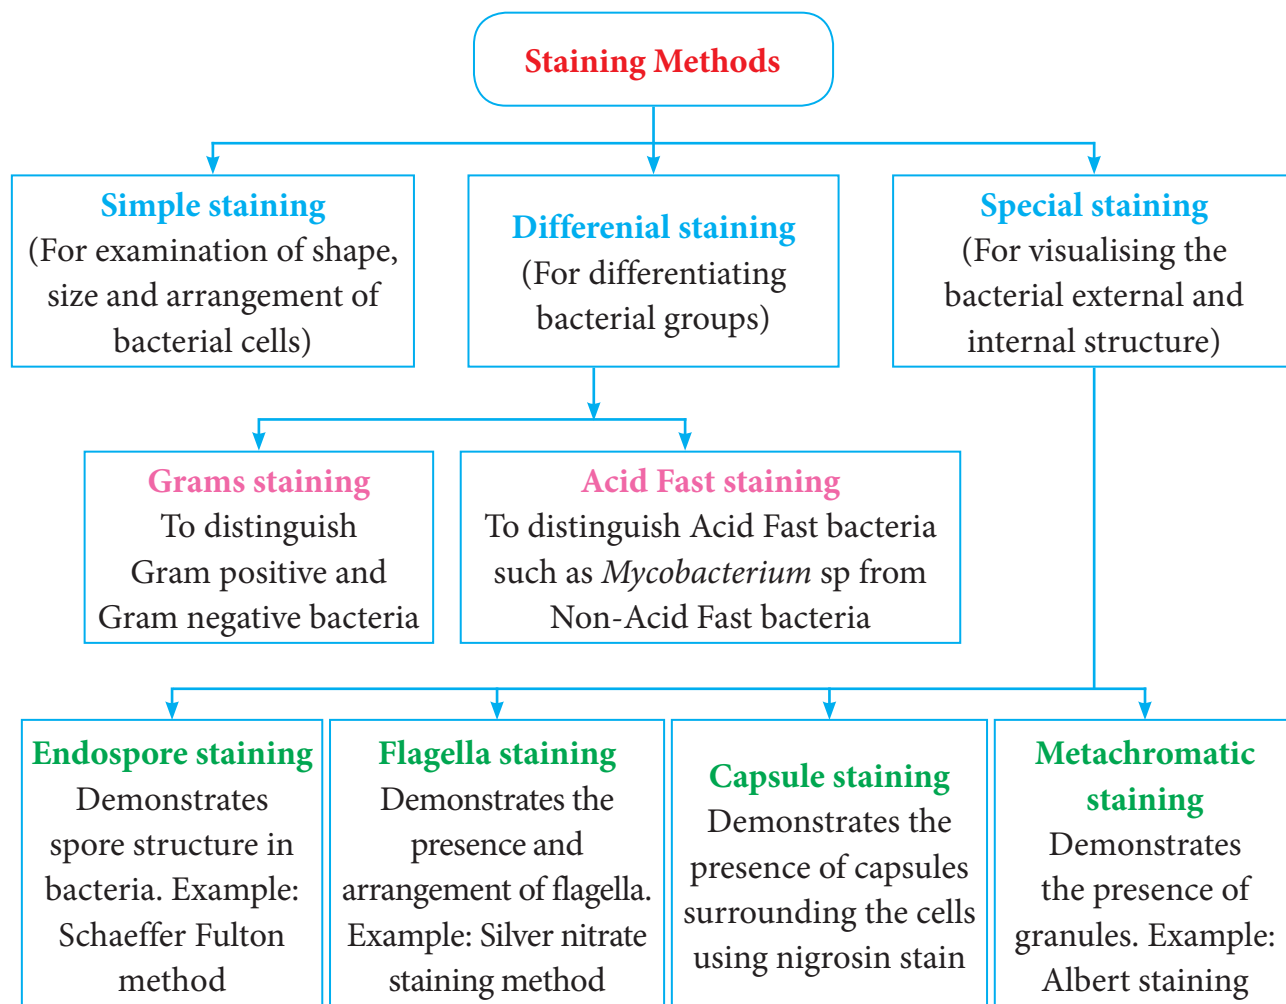 Staining Methods
Simple staining
(For examination of shape,
size and arrangement of
bacterial cells)
Differenial staining
(For differentiating
bacterial groups)
Special staining
(For visualising the
bacterial external and
internal structure)
Grams staining
To distinguish
Gram positive and
Gram negative bacteria
Acid Fast staining
To distinguish Acid Fast bacteria
such as Mycobacterium sp from
Non-Acid Fast bacteria
Endospore staining
Demonstrates
spore structure in
bacteria. Example:
Schaeffer Fulton
method
Flagella staining
Demonstrates the
presence and
arrangement of flagella.
Example: Silver nitrate
staining method
Capsule staining
Demonstrates the
presence of capsules
surrounding the cells
using nigrosin stain
Metachromatic
staining
Demonstrates
the presence of
granules. Example:
Albert staining